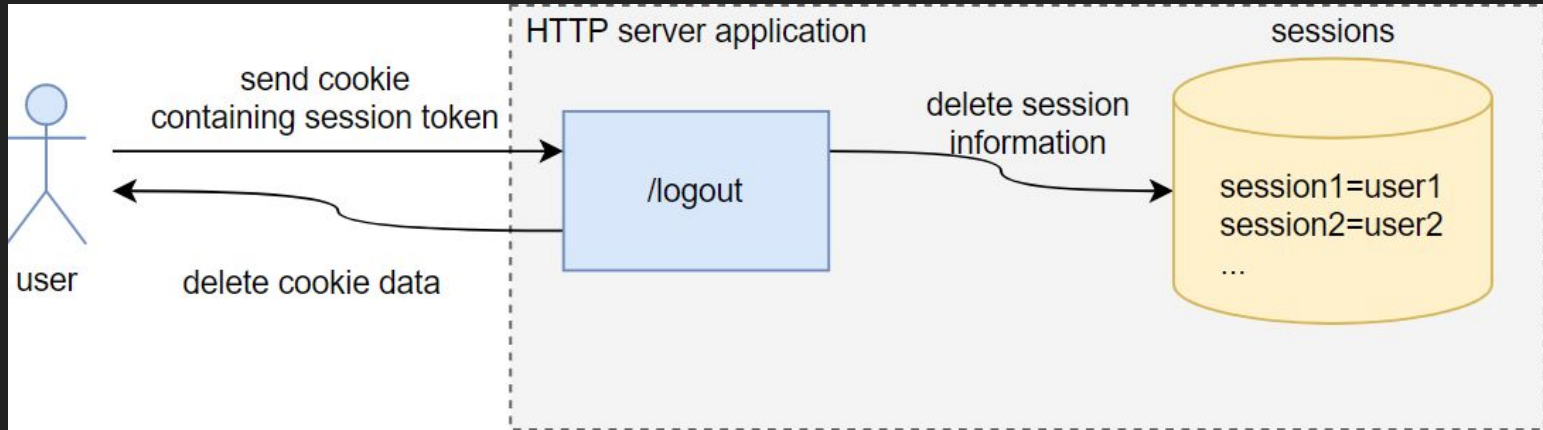 HTTP server application
sessions
send cookie
containing session token
delete session
information
/logout
session1=user1
session2=user2
...
user
delete cookie data